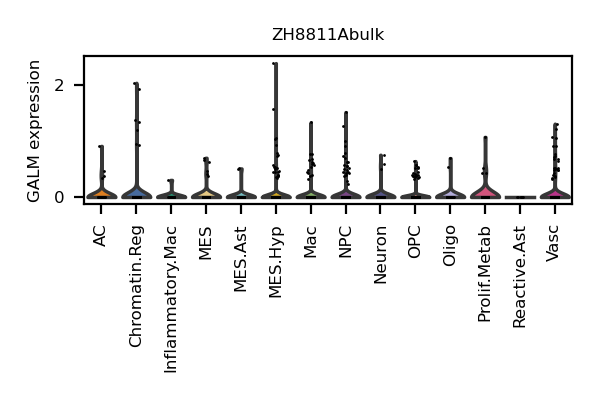 ZH8811Abulk
GALM expression
2
0
AC
Chromatin.Reg
Inflammatory.Mac
MES
MES.Ast
MES.Hyp
Mac
NPC
Neuron
OPC
Oligo
Prolif.Metab
Reactive.Ast
Vasc